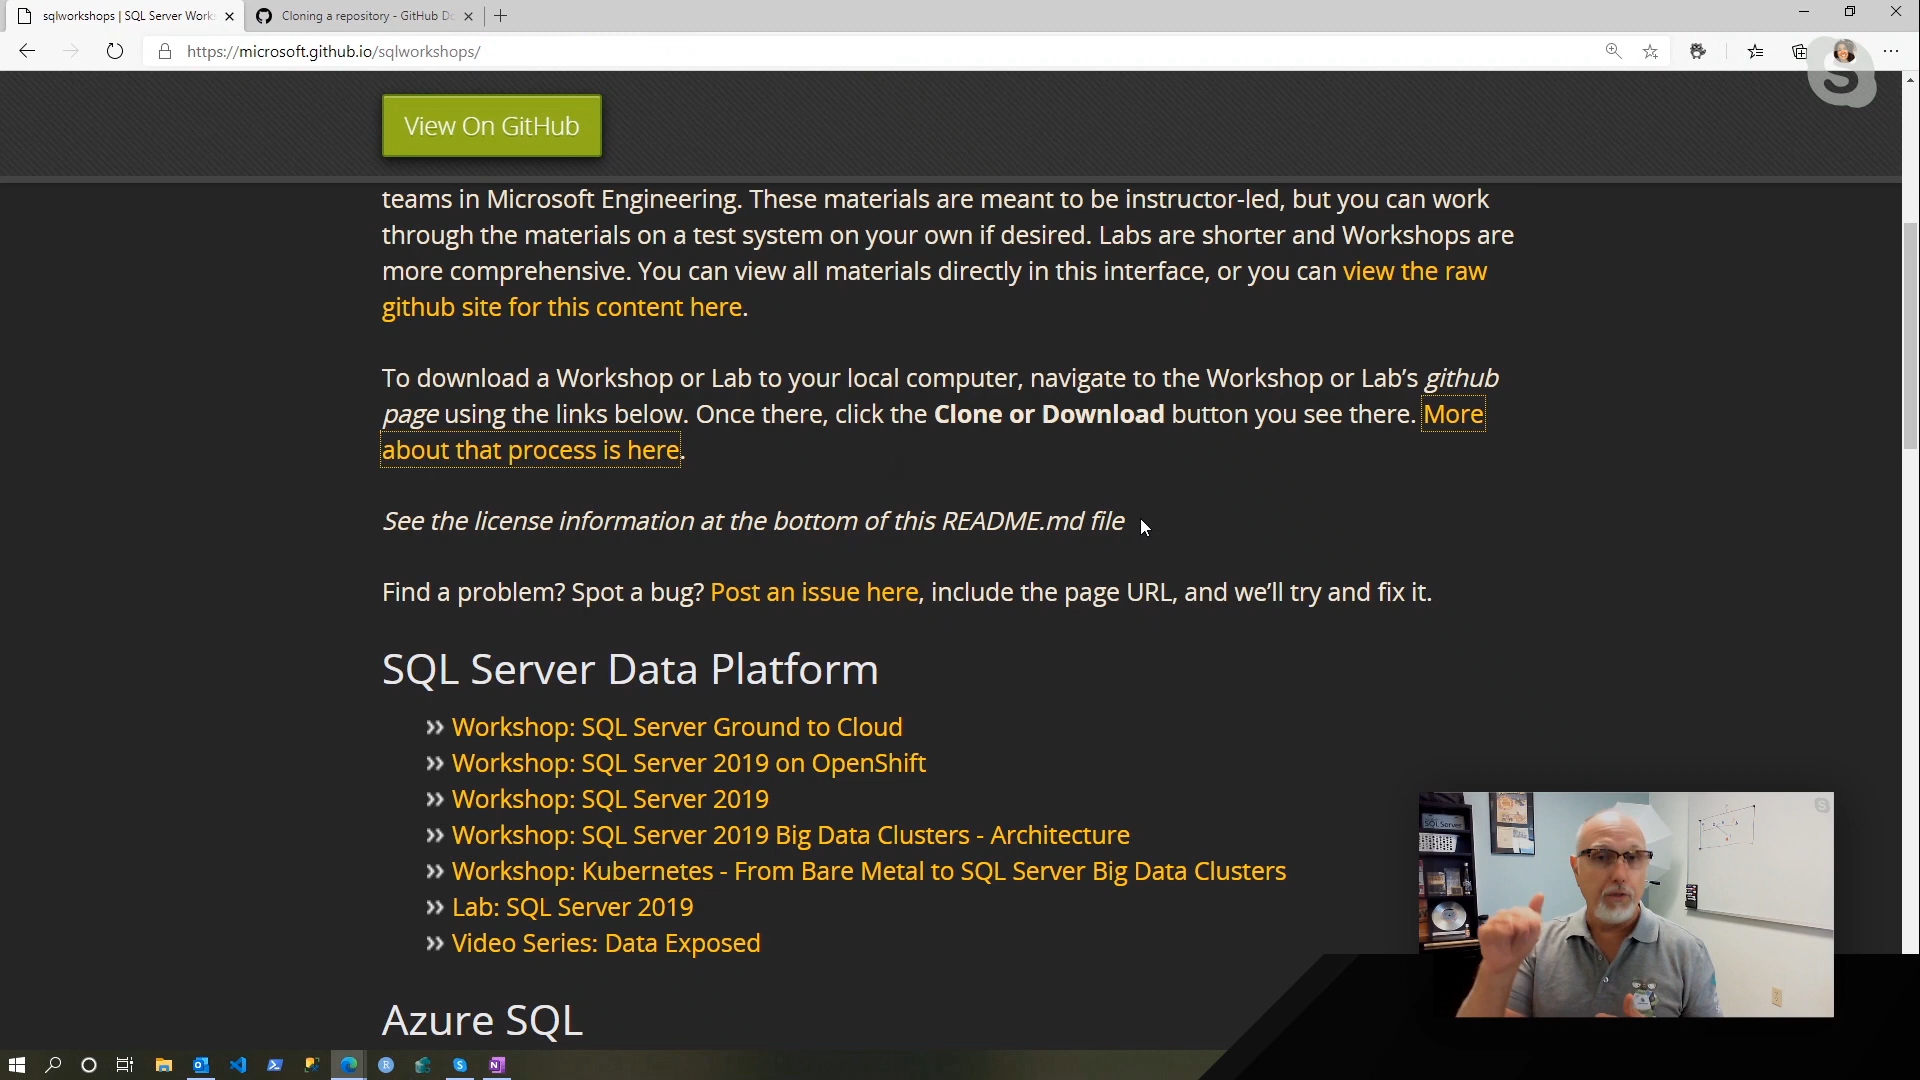 sqlworkshops | SQL Server Work
Cloning a repository - GitHub Do
https://microsoft.github.io/sqlworkshops/
View On GitHub
teams in Microsoft Engineering. These materials are meant to be instructor-led, but you can work
through the materials on a test system on your own if desired. Labs are shorter and Workshops are
more comprehensive. You can view all materials directly in this interface, or you can view the raw
github site for this content here.
To download a Workshop or Lab to your local computer, navigate to the Workshop or Lab’s github
page using the links below. Once there, click the Clone or Download button you see there. More
about that process is here.
See the license information at the bottom of this README.md file
Find a problem? Spot a bug? Post an issue here, include the page URL, and we’ll try and fix it.
SQL Server Data Platform
Workshop: SQL Server Ground to Cloud
Workshop: SQL Server 2019 on OpenShift
Workshop: SQL Server 2019
Workshop: SQL Server 2019 Big Data Clusters - Architecture
Workshop: Kubernetes - From Bare Metal to SQL Server Big Data Clusters
Lab: SQL Server 2019
Video Series: Data Exposed
Azure SQL
SQL Server